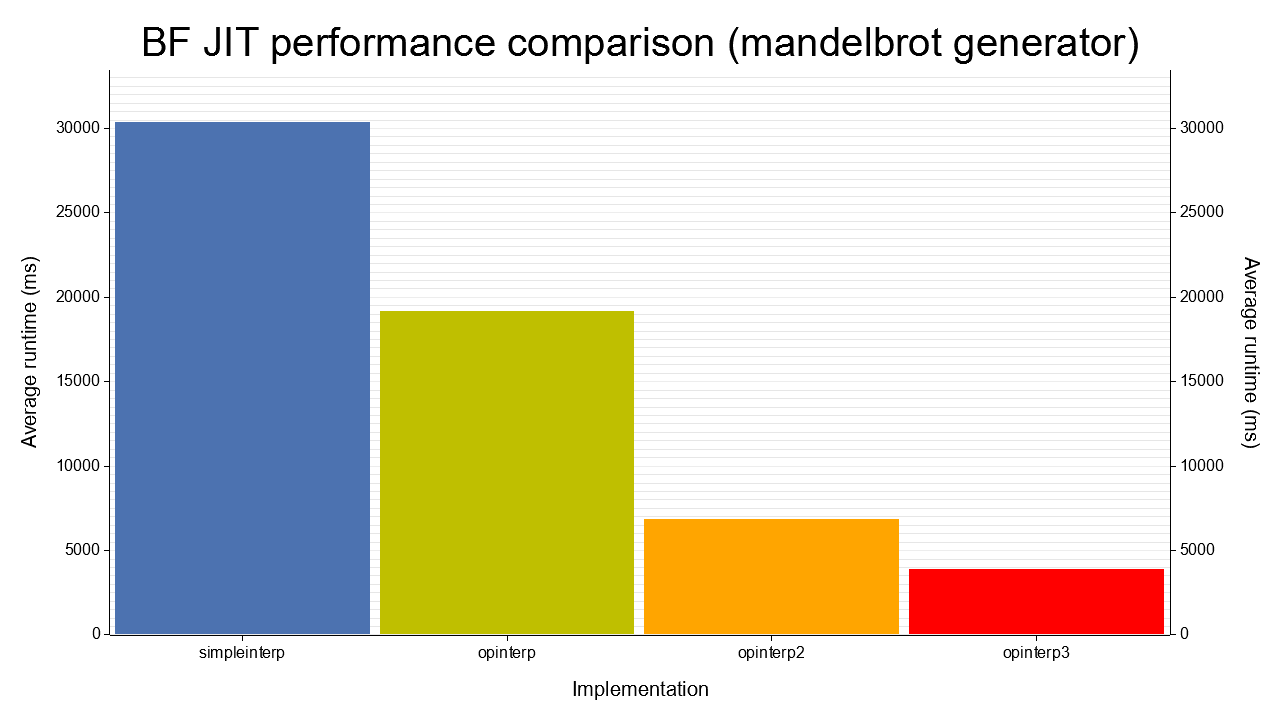 BF JIT performance comparison (mandelbrot generator)
Average runtime (ms)
30000
25000
20000
15000
10000
5000
0
30000
25000
20000
15000
10000
5000
0
Average runtime (ms)
simpleinterp opinterp opinterp2 opinterp3
Implementation